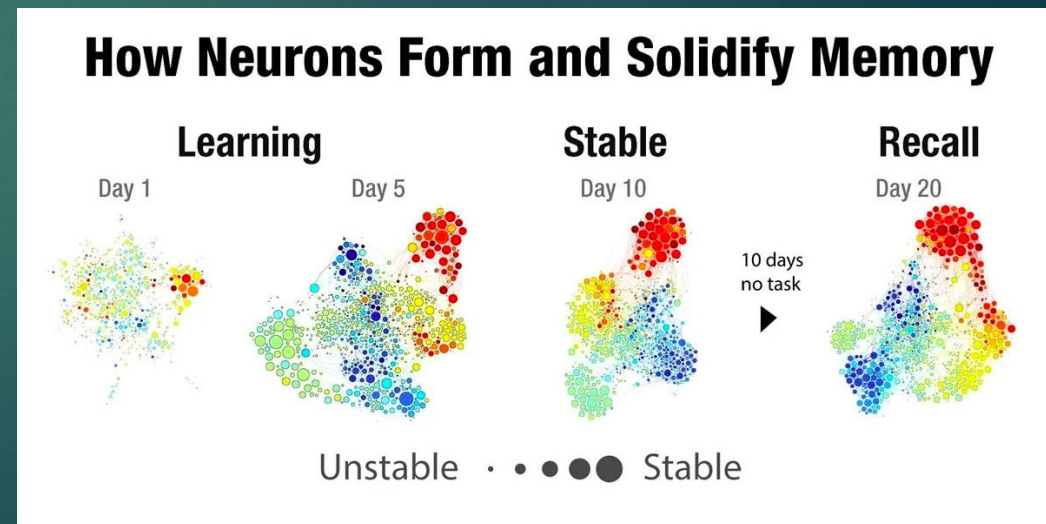 How Neurons Form and Solidify Memory
Learning Stable Recall
Day 1 Day 5 Day 10 Day 20
10 days
no task
Unstable Stable